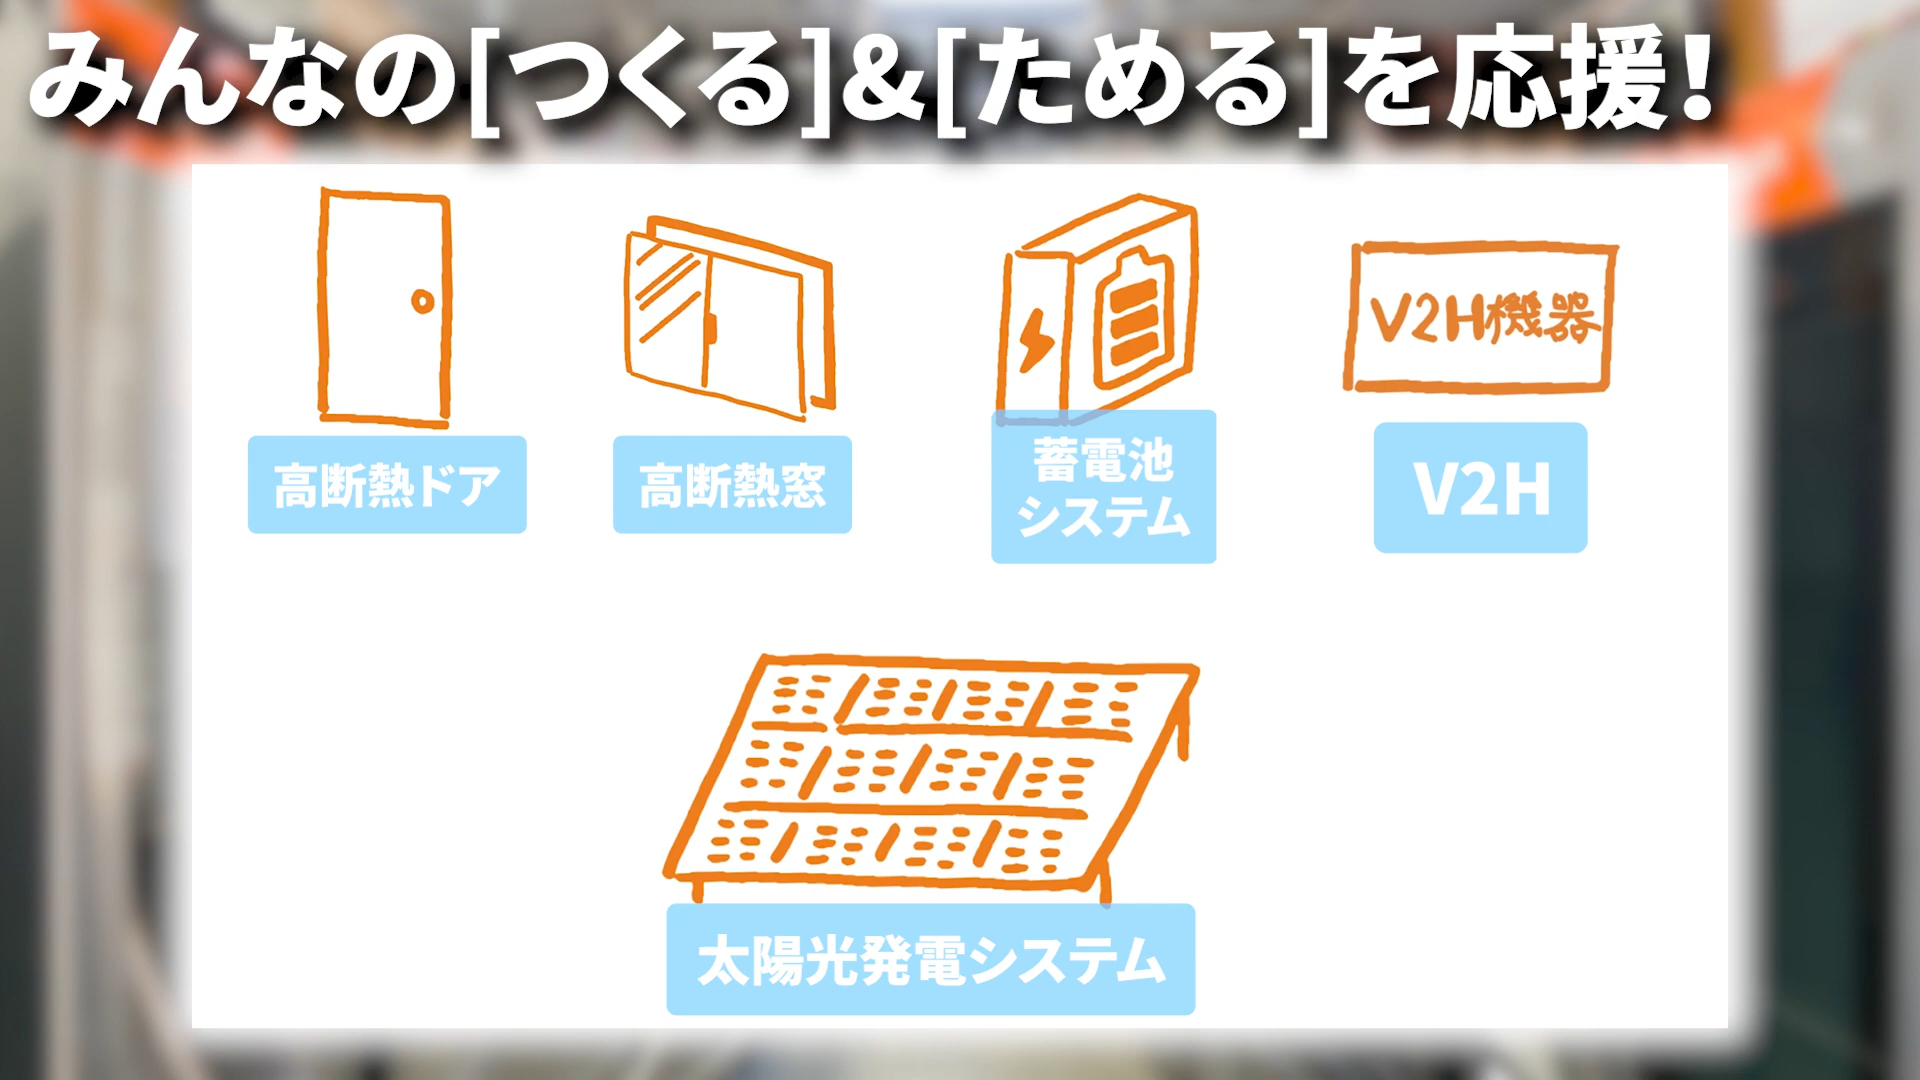 みんなの[つくる]&[ためる]を応援!
V2H機器
高断熱ドア
高断熱窓
蓄電池
システム
V2H
太陽光発電システム